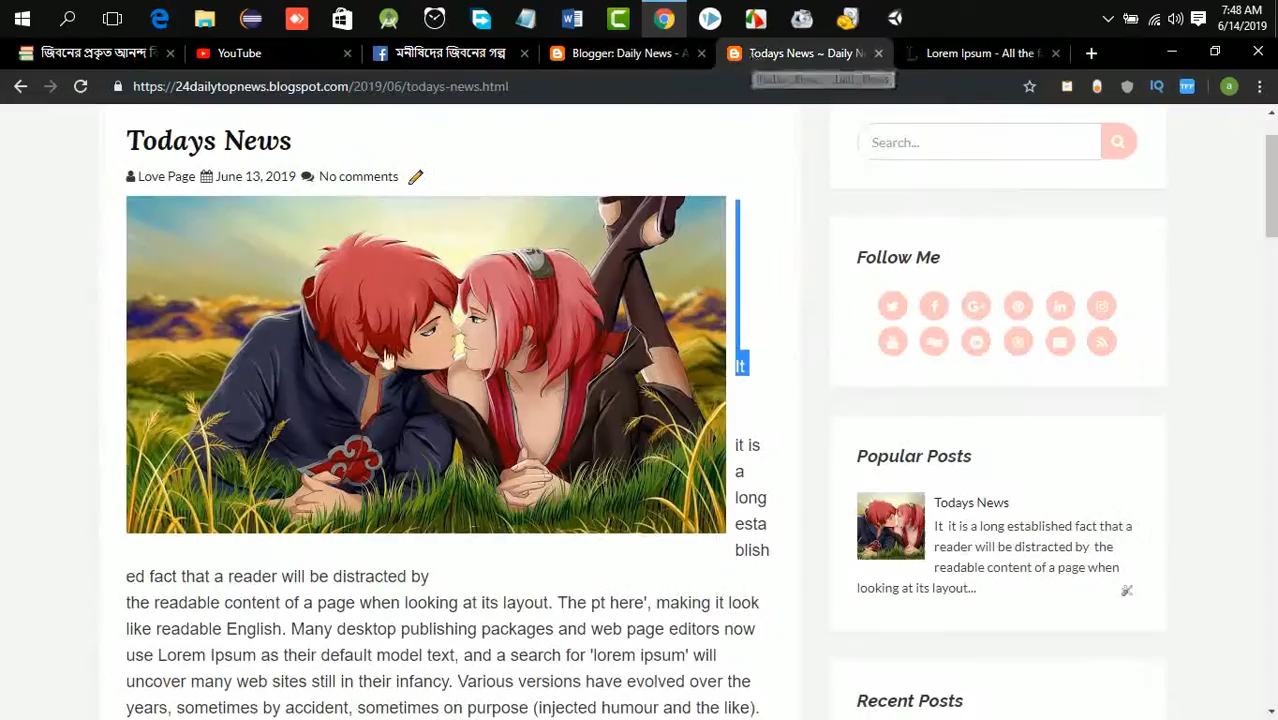 7:48 AM
6/14/2019
জিবনের প্রকৃত আনন্দ বি
YouTube
মনীষিদের জিবনের গল্প
Blogger: Daily News - A
Todays News ~ Daily N
Lorem Ipsum - All the f
https://24dailytopnews.blogspot.com/2019/06/todays-news.html
IQ
a
Todays News
Love Page June 13, 2019 No comments
It
it is
a
long
esta
blish
ed fact that a reader will be distracted by
the readable content of a page when looking at its layout. The pt here', making it look
like readable English. Many desktop publishing packages and web page editors now
use Lorem Ipsum as their default model text, and a search for 'lorem ipsum' will
uncover many web sites still in their infancy. Various versions have evolved over the
years, sometimes by accident, sometimes on purpose (injected humour and the like).
Search...
Follow Me
Popular Posts
Todays News
It it is a long established fact that a
reader will be distracted by the
readable content of a page when
looking at its layout...
Recent Posts